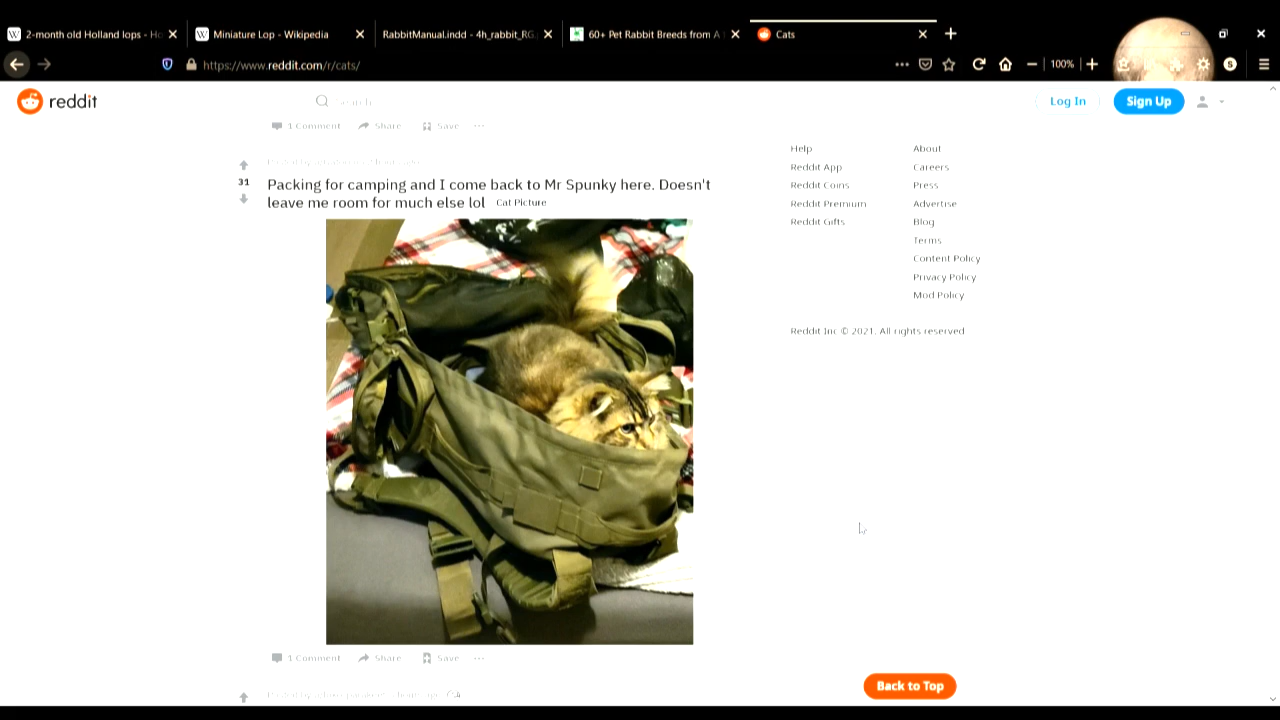 2-month old Holland lops - Ho
Miniature Lop - Wikipedia
RabbitManual.indd - 4h_rabbit_RG.
60+ Pet Rabbit Breeds from A
Cats
https://www.reddit.com/r/cats/
100%
S
reddit
Search
Log In
Sign Up
1 Comment
Share
Save
Help
About
Reddit App
Careers
Reddit Coins
Press
Reddit Premium
Advertise
Reddit Gifts
Blog
Terms
Content Policy
Privacy Policy
Mod Policy
Reddit Inc © 2021. All rights reserved
31
Packing for camping and I come back to Mr Spunky here. Doesn't
leave me room for much else lol
Cat Picture
1 Comment
Share
Save
Back to Top